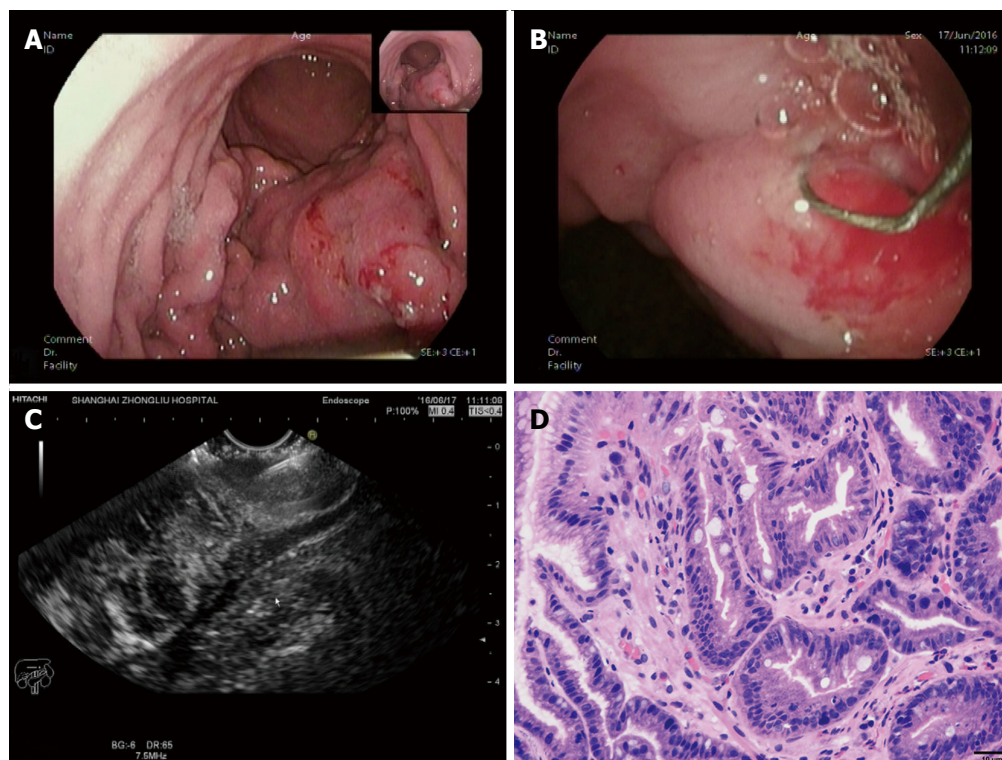 A
Name
Age
ID
Comment
Dr.
Facility
SE:+3 CE:+1
B
Name
Age
Sex
17/Jun/2016
ID
11:12:09
Comment
Dr.
Facility
SE:+3 CE:+1
C
HITACHI
SHANGHAI ZHONGLIU HOSPITAL
Endoscope
'16/06/17
11:11:08
P:100%
MI 0.4
TIS<0.4
0
1
2
3
4
BG:-6
DR:65
7.5MHz
D